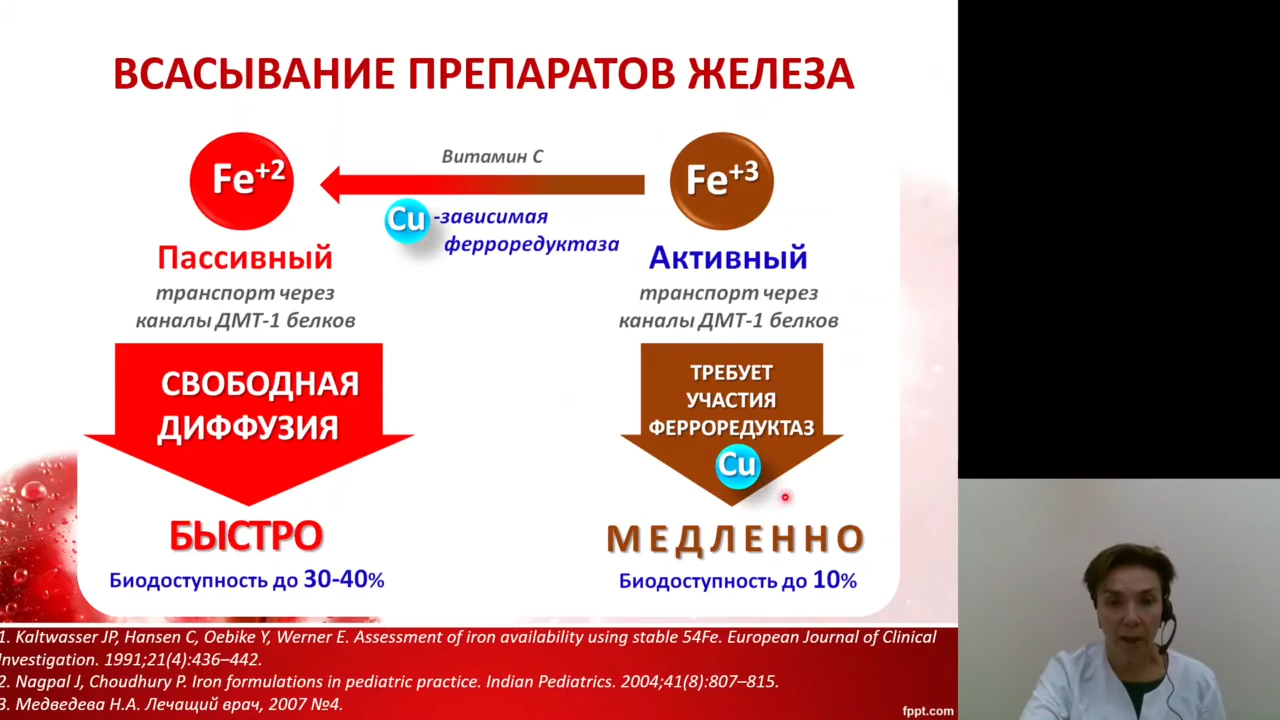 ВСАСЫВАНИЕ ПРЕПАРАТОВ ЖЕЛЕЗА
Fe+2
Витамин С
Fe+3
Cu -зависимая
ферроредуктаза
Пассивный
транспорт через
каналы ДМТ-1 белков
Активный
транспорт через
каналы ДМТ-1 белков
СВОБОДНАЯ
ДИФФУЗИЯ
ТРЕБУЕТ
УЧАСТИЯ
ФЕРРОРЕДУКТАЗ
Cu
БЫСТРО
Биодоступность до 30-40%
МЕДЛЕННО
Биодоступность до 10%
1. Kaltwasser JP, Hansen C, Oebike Y, Werner E. Assessment of iron availability using stable 54Fe. European Journal of Clinical
Investigation. 1991;21(4):436–442.
2. Nagpal J, Choudhury P. Iron formulations in pediatric practice. Indian Pediatrics. 2004;41(8):807–815.
3. Медведева Н.А. Лечащий врач, 2007 №4.
fppt.com